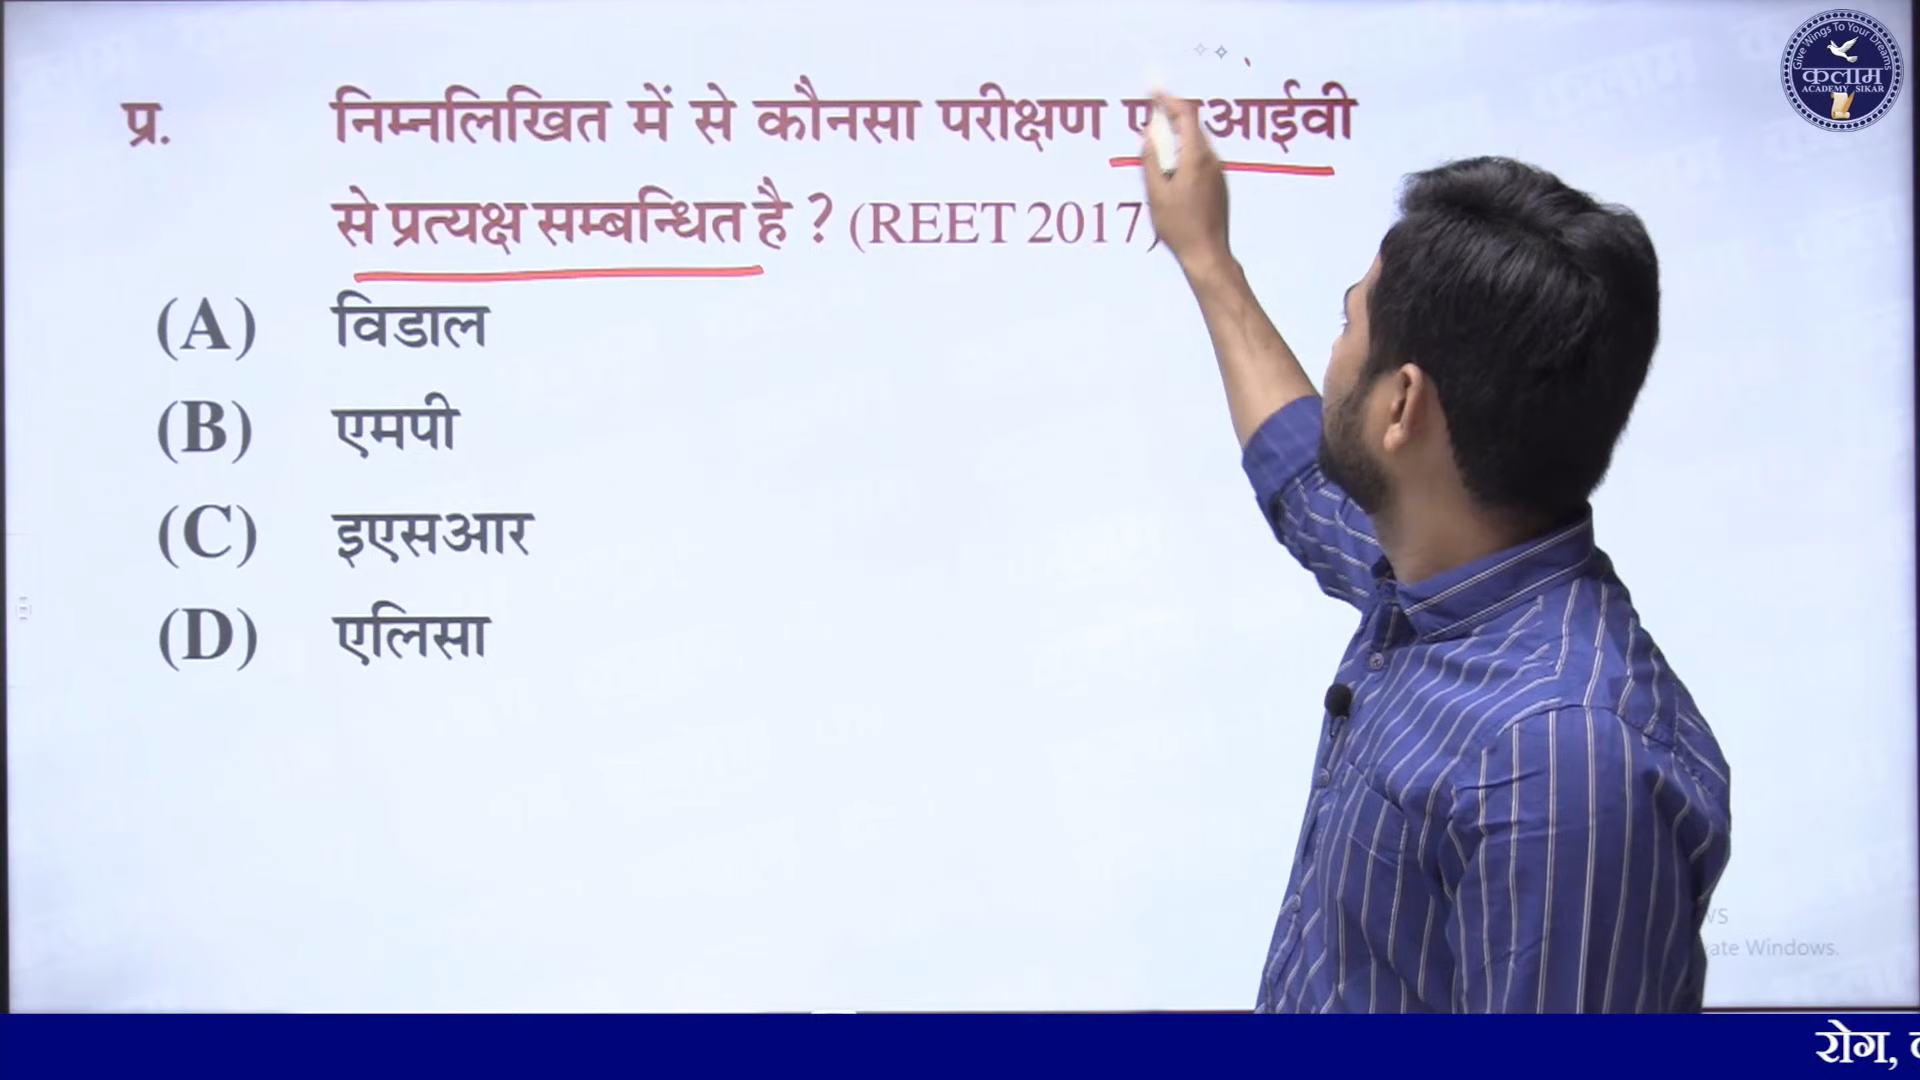 प्र. निम्नलिखित में से कौनसा परीक्षण
से प्रत्यक्ष सम्बन्धित है ? (REET 2017)
(A) विडाल
(B) एमपी
(C) इएसआर
(D) एलिसा
Give Wings To Your Dreams
कलाम
ACADEMY SIKAR
Windows.
रोग,